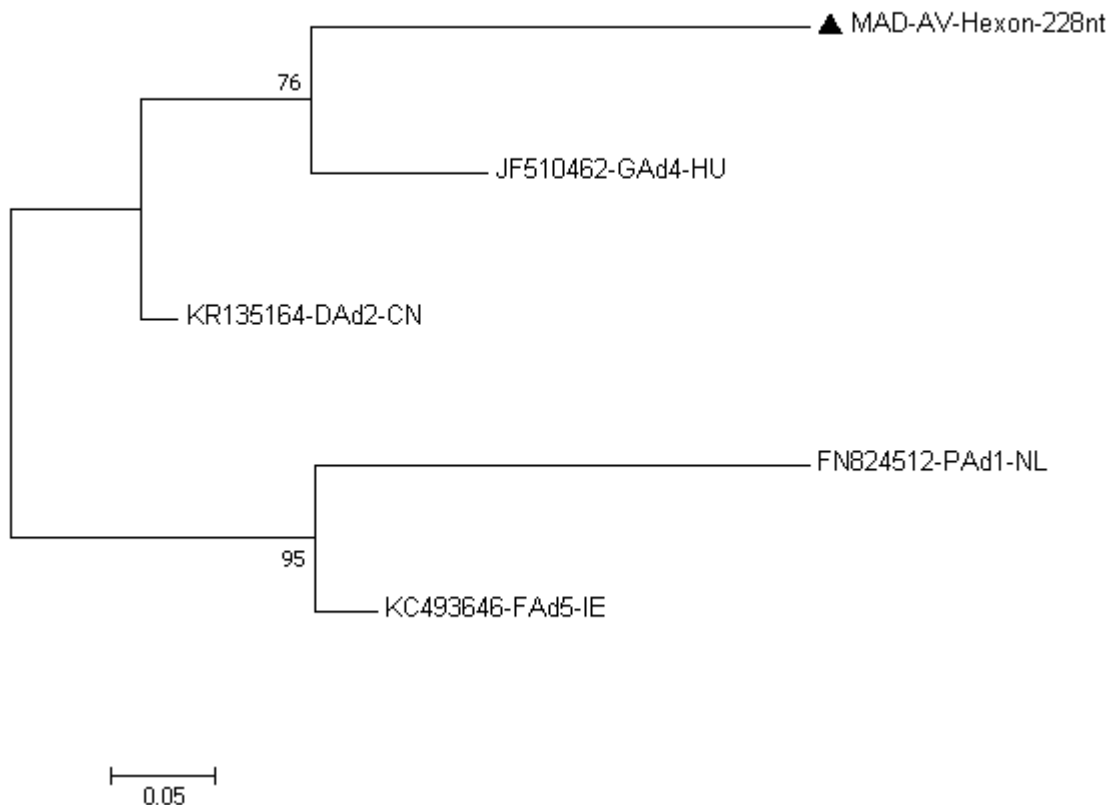 MAD-AV-Hexon-228nt
76
JF510462-GAd4-HU
KR135164-DAd2-CN
FN824512-PAd1-NL
95
KC493646-FAd5-IE
0.05